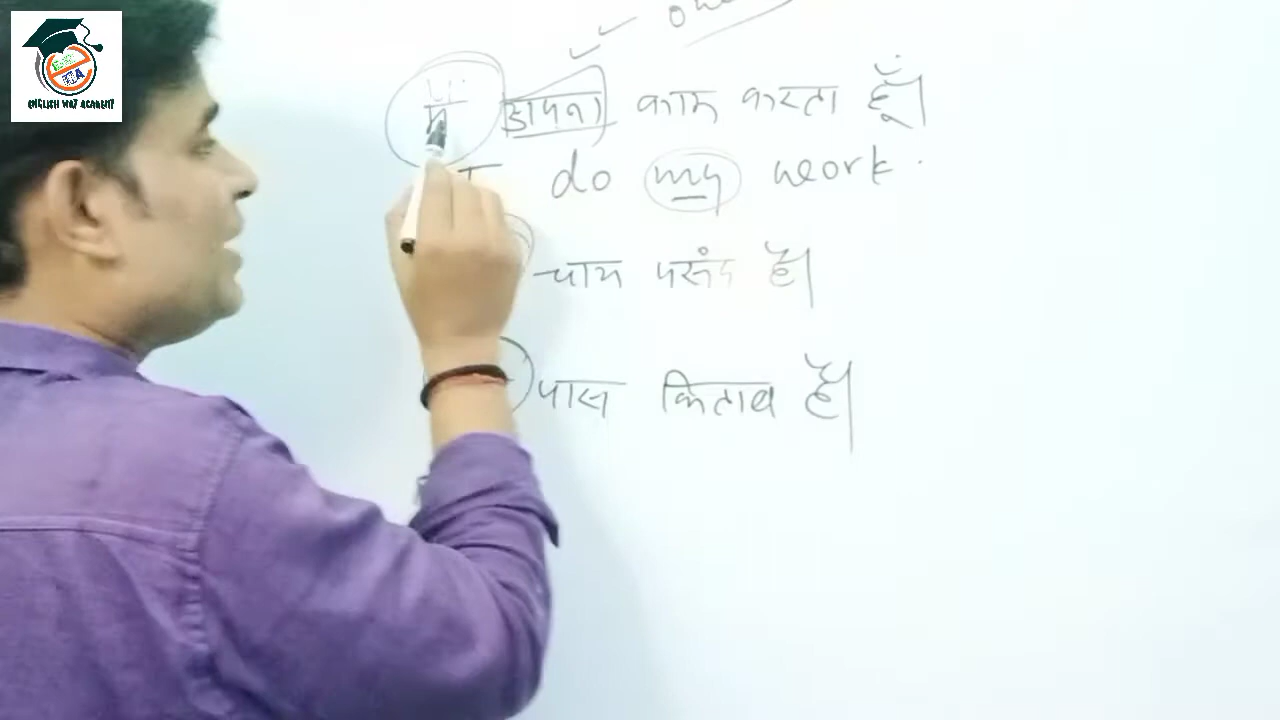 ENGLISH WAY ACADEMY
मैं अपना काम करता हूँ।
I do my work.
चाय पसंद है।
पास किताब है।